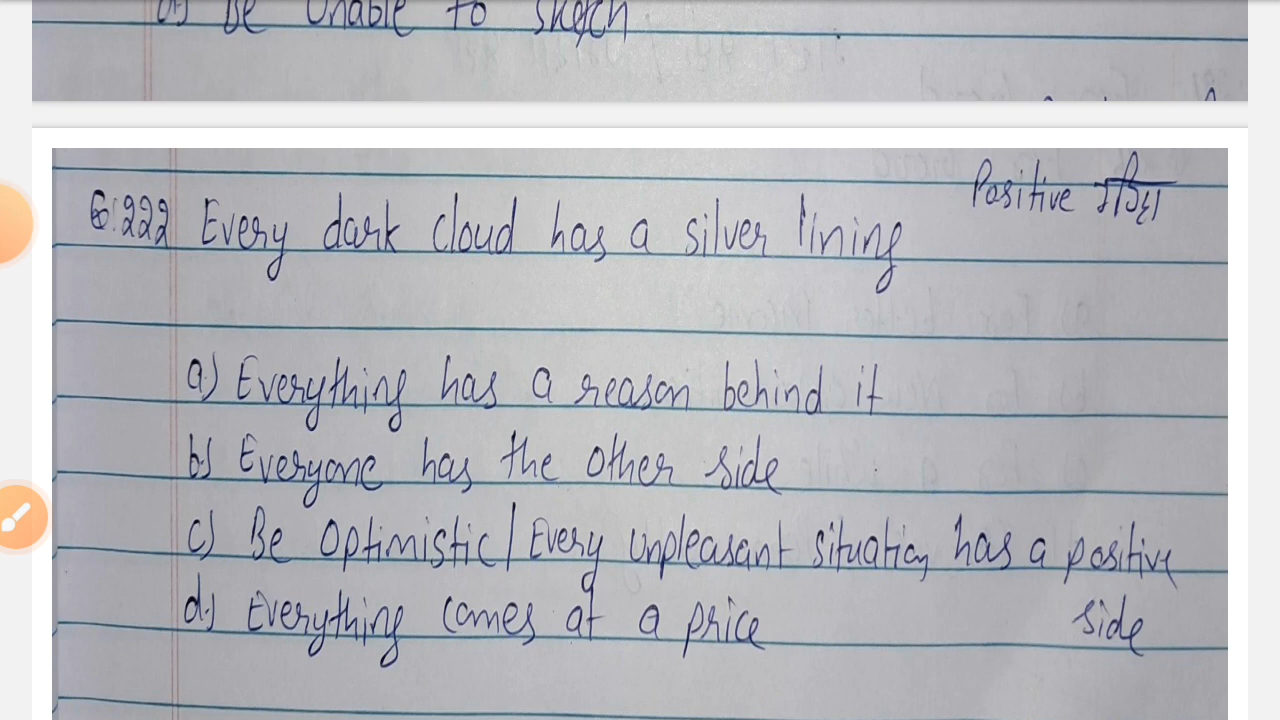 Be Unable to sketch
Positive
6.222 Every dark cloud has a silver lining
a.) Everything has a reason behind it
b.) Everyone has the other side
c.) Be Optimistic / Every unpleasant situation has a positive
side
d.) Everything comes at a price